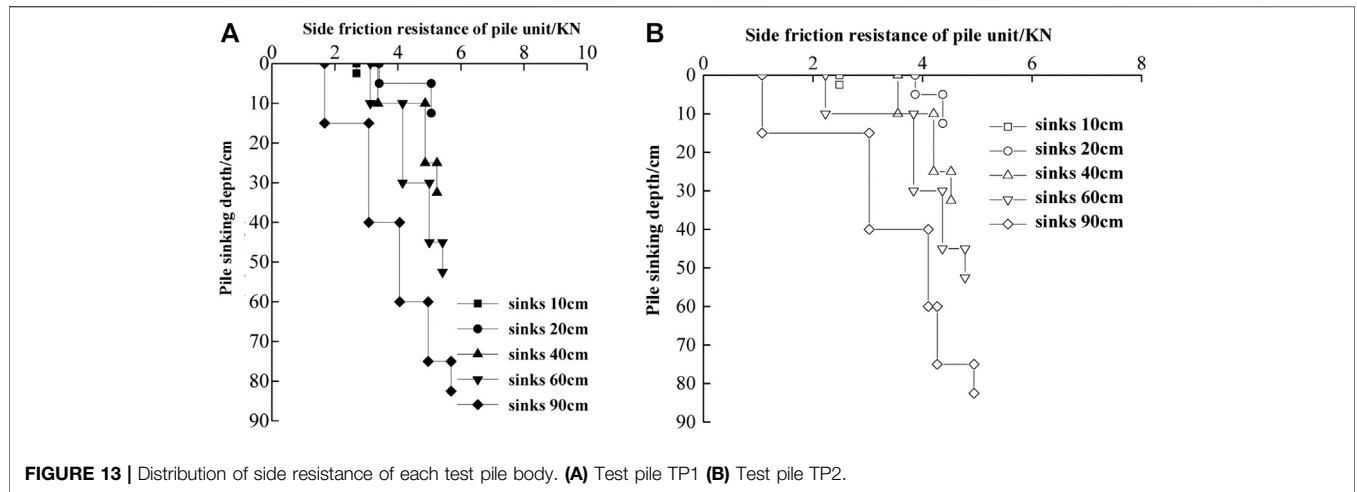 A
Side friction resistance of pile unit/KN
0 2 4 6 8 10
0
10
20
30
40
50
60
70
80
90
Pile sinking depth/cm
sinks 10cm
sinks 20cm
sinks 40cm
sinks 60cm
sinks 90cm
B
Side friction resistance of pile unit/KN
0 2 4 6 8
0
10
20
30
40
50
60
70
80
90
Pile sinking depth/cm
sinks 10cm
sinks 20cm
sinks 40cm
sinks 60cm
sinks 90cm
FIGURE 13 | Distribution of side resistance of each test pile body. (A) Test pile TP1 (B) Test pile TP2.